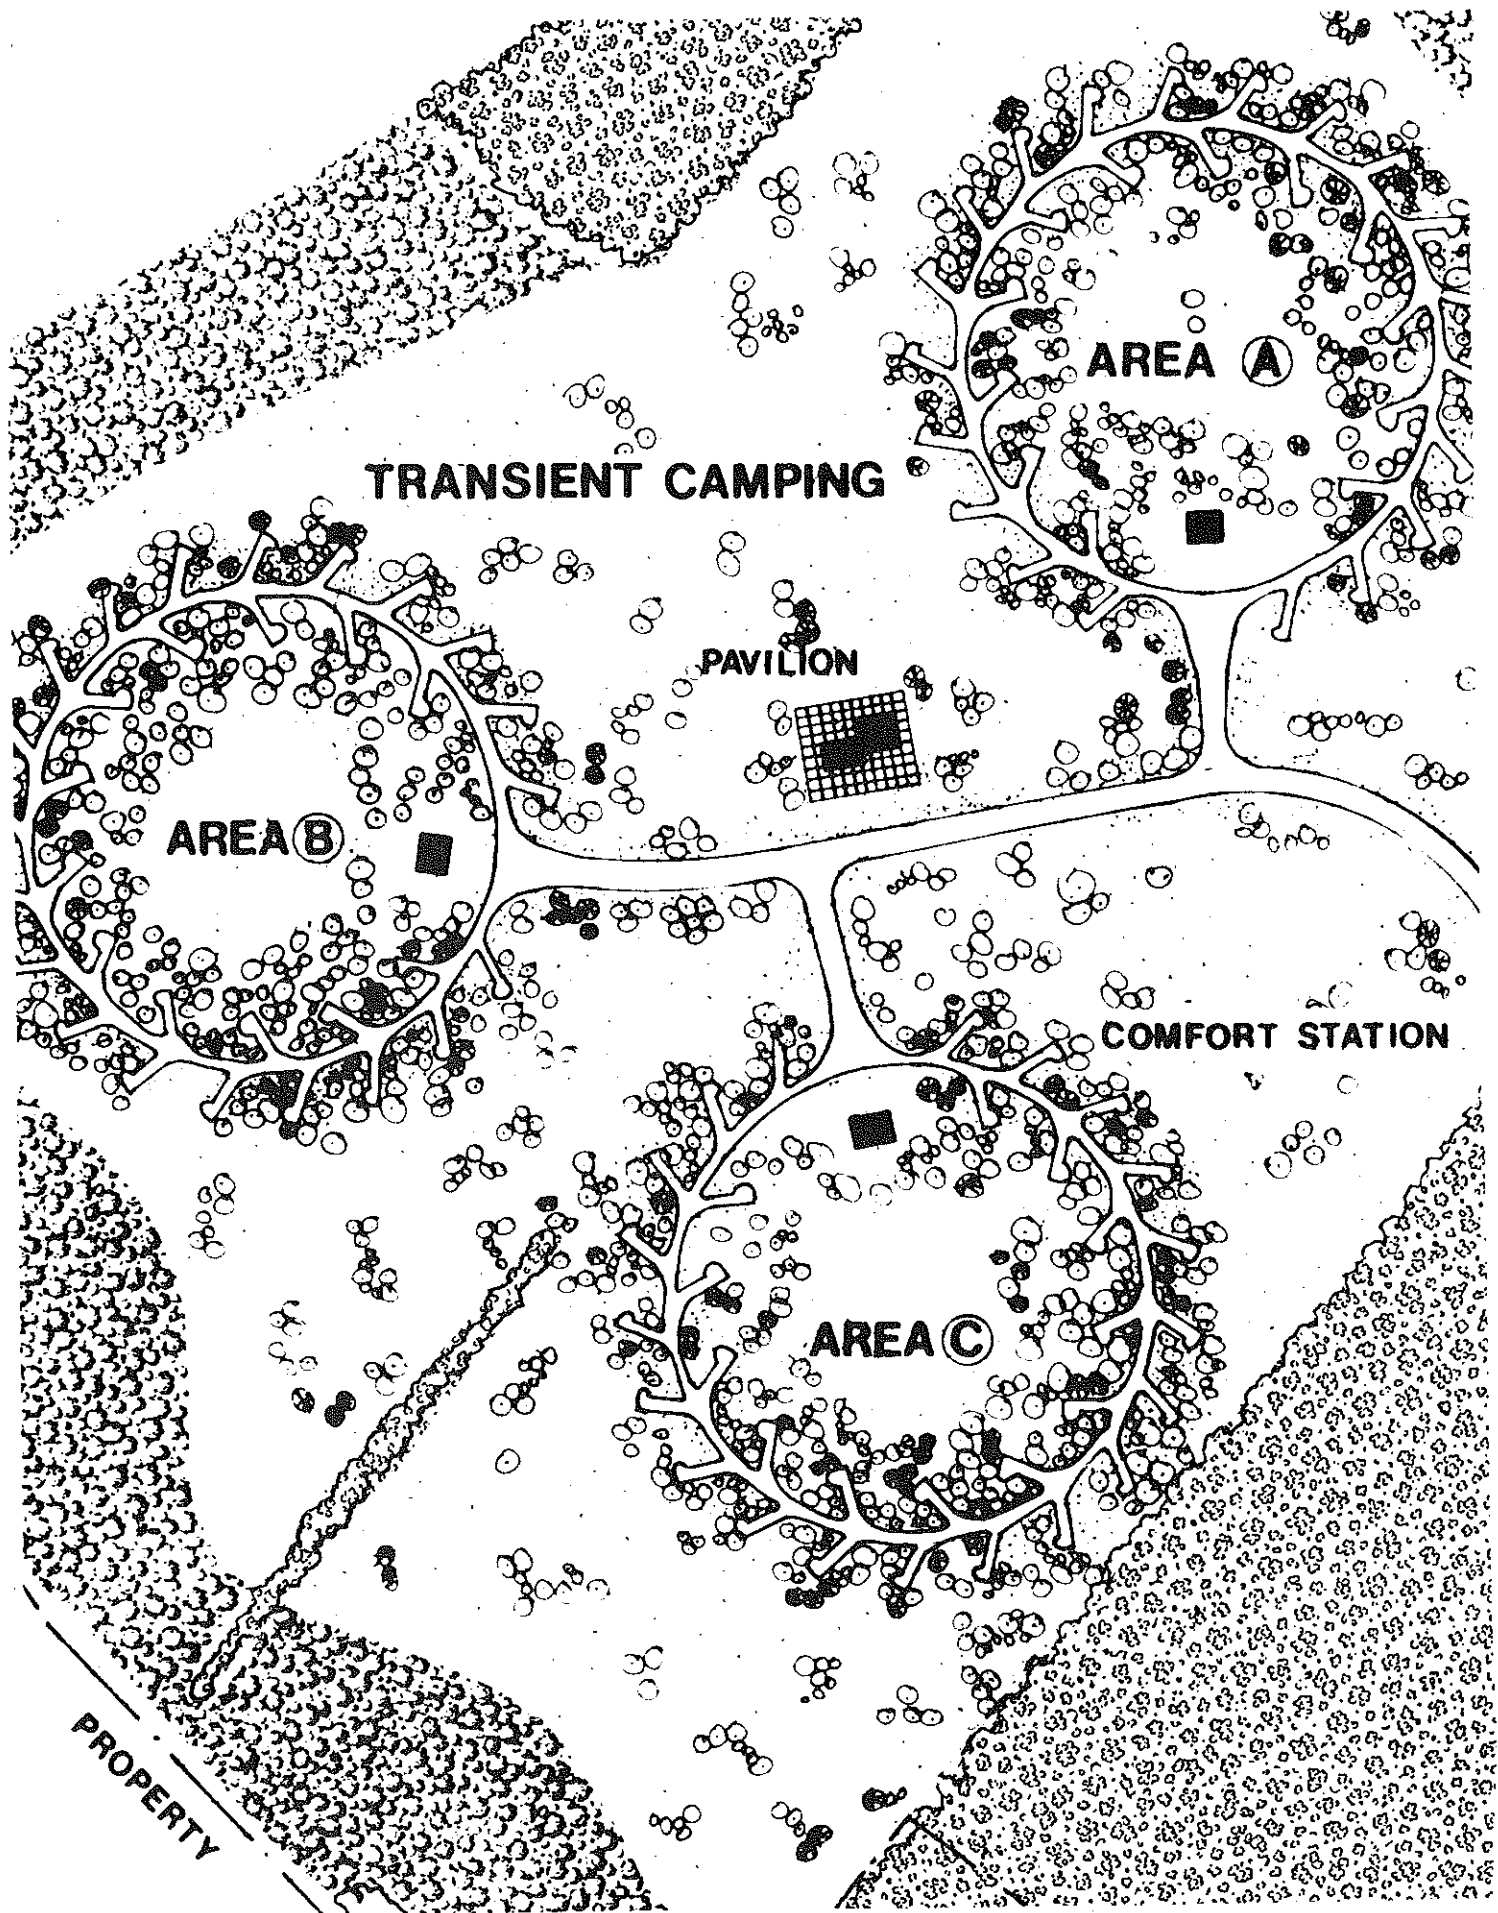 AREA A
TRANSIENT CAMPING
PAVILION
AREA B
COMFORT STATION
AREA C
PROPERTY